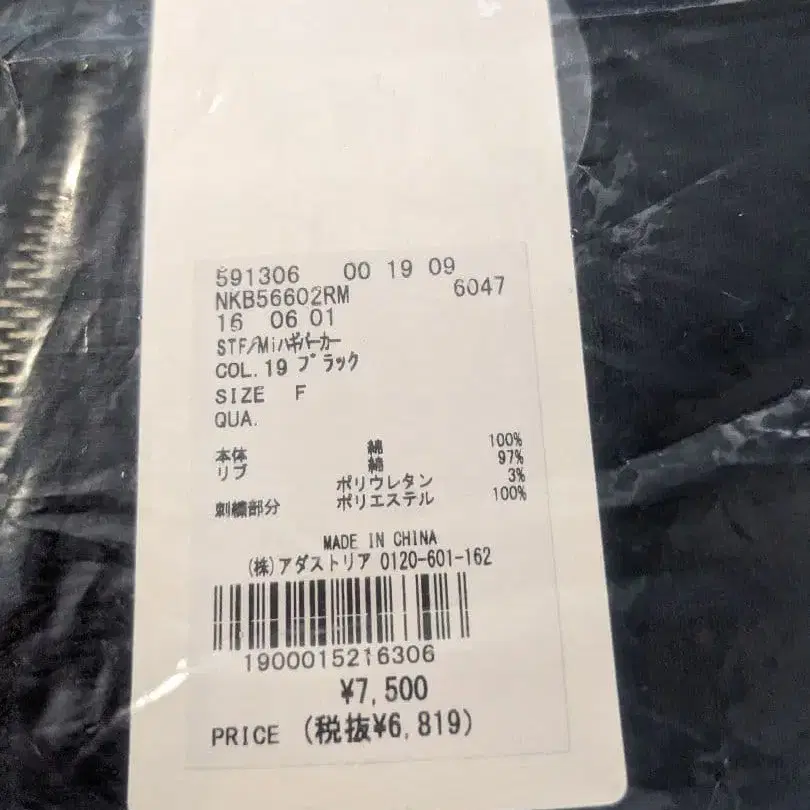 591306 00 19 09
NKB56602RM 6047
16 06 01
STF/Miハギパーカー
COL.19 ブラック
SIZE F
QUA.
本体 綿 100%
リブ 綿 97%
ポリウレタン 3%
刺繍部分 ポリエステル 100%
MADE IN CHINA
(株)アダストリア 0120-601-162
1900015216306
¥7,500
PRICE (税抜¥6,819)